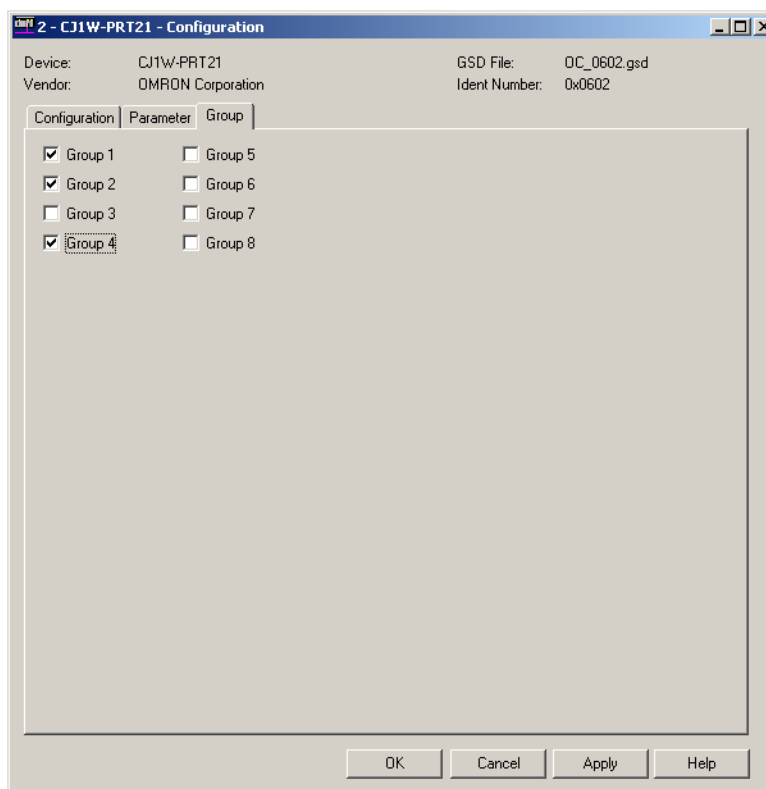 2 - CJ1W-PRT21 - Configuration
Device: CJ1W-PRT21 GSD File: OC_0602.gsd
Vendor: OMRON Corporation Ident Number: 0x0602
Configuration Parameter Group
Group 1 Group 5
Group 2 Group 6
Group 3 Group 7
Group 4 Group 8
OK Cancel Apply Help